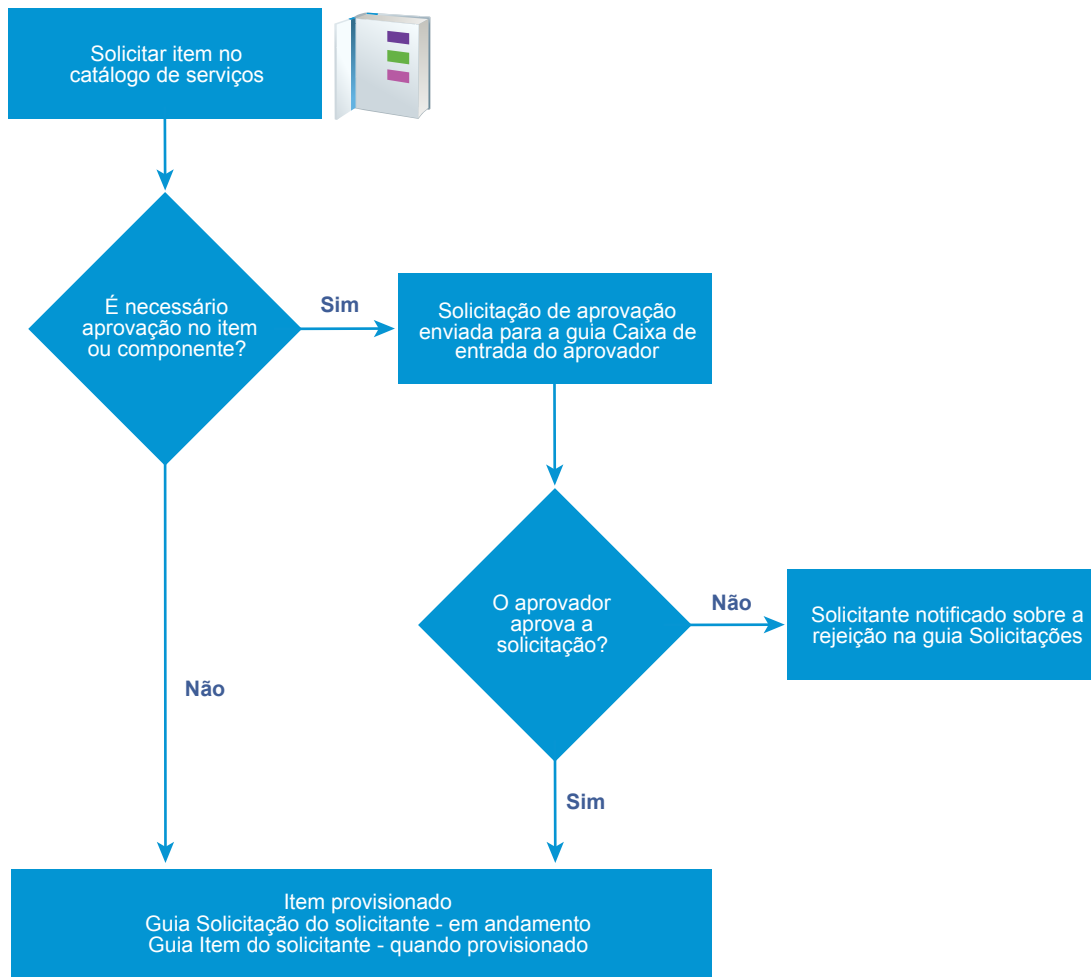 Solicitar item no
catálogo de serviços
É necessário
aprovação no item
ou componente?
Sim
Solicitação de aprovação
enviada para a guia Caixa de
entrada do aprovador
O aprovador
aprova a
solicitação?
Não
Solicitante notificado sobre a
rejeição na guia Solicitações
Não
Sim
Item provisionado
Guia Solicitação do solicitante - em andamento
Guia Item do solicitante - quando provisionado